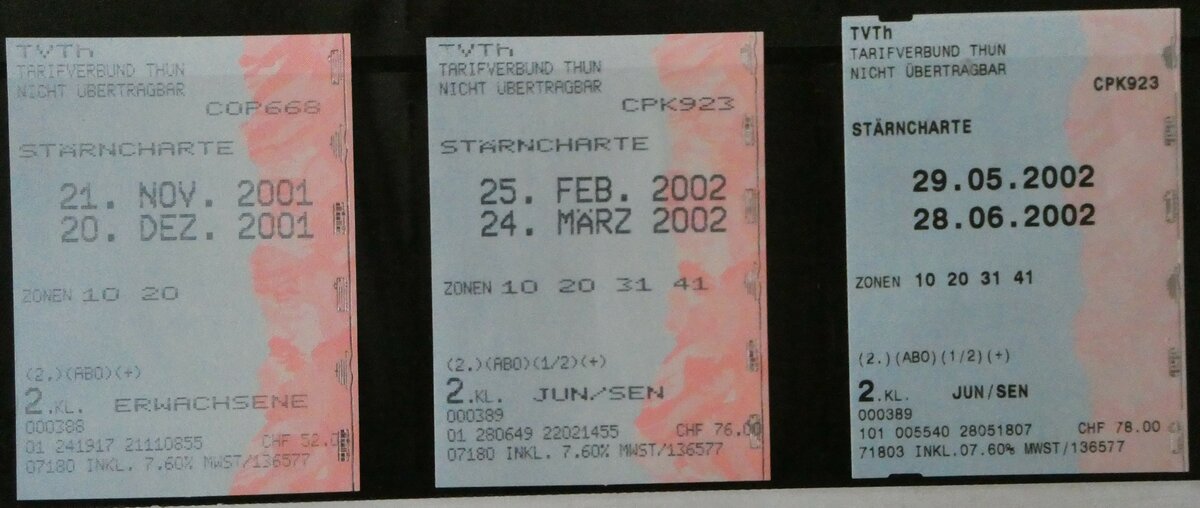 TVTh
TARIFVERBUND THUN
NICHT ÜBERTRAGBAR
COP668
STÄRNCHARTE
21. NOV. 2001
20. DEZ. 2001
ZONEN 10 20
(2.)(ABO)(+)
2.KL. ERWACHSENE
000388
01 241917 21110855 CHF 52.0
07180 INKL. 7.60% MWST/136577
TVTh
TARIFVERBUND THUN
NICHT ÜBERTRAGBAR
CPK923
STÄRNCHARTE
25. FEB. 2002
24. MÄRZ 2002
ZONEN 10 20 31 41
(2.)(ABO)(1/2)(+)
2.KL. JUN/SEN
000389
01 280649 22021455 CHF 76.00
07180 INKL. 7.60% MWST/136577
TVTh
TARIFVERBUND THUN
NICHT ÜBERTRAGBAR
CPK923
STÄRNCHARTE
29.05.2002
28.06.2002
ZONEN 10 20 31 41
(2.)(ABO)(1/2)(+)
2.KL. JUN/SEN
000389
101 005540 28051807 CHF 78.00
71803 INKL.07.60% MWST/136577